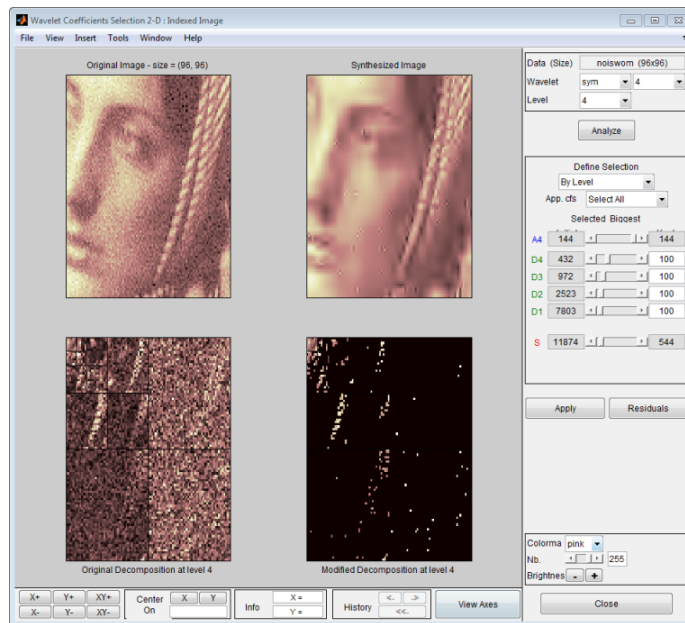 Wavelet Coefficients Selection 2-D : Indexed Image
File View Insert Tools Window Help
Original Image - size = (96, 96)
Synthesized Image
Original Decomposition at level 4
Modified Decomposition at level 4
Data (Size) noiswom (96x96)
Wavelet sym 4
Level 4
Analyze
Define Selection
By Level
App. cfs Select All
Selected Biggest
A4 144 144
D4 432 100
D3 972 100
D2 2523 100
D1 7803 100
S 11874 544
Apply Residuals
Colorma pink
Nb. 255
Brightnes - +
X+ Y+ XY+
X- Y- XY-
Center On X Y
Info X = Y =
History <- -> <<-
View Axes
Close